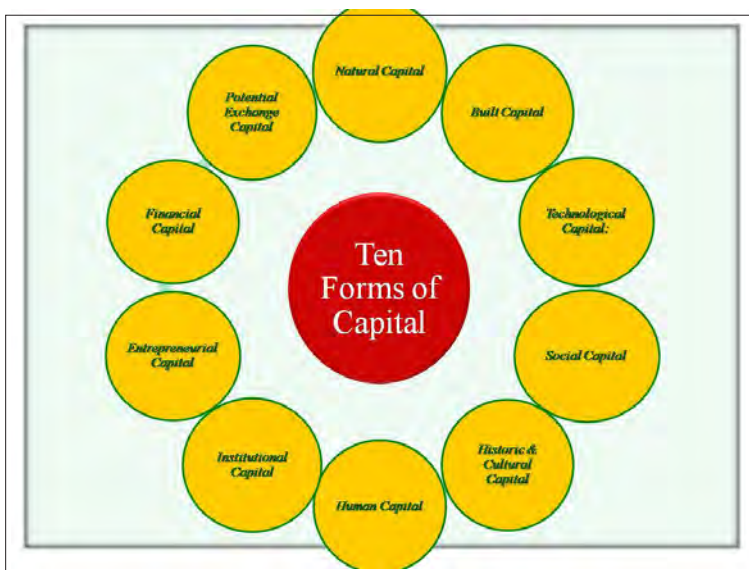 Natural Capital
Built Capital
Technological
Capital:
Social Capital
Historic &
Cultural
Capital
Human Capital
Institutional
Capital
Entrepreneurial
Capital
Financial
Capital
Potential
Exchange
Capital
Ten
Forms of
Capital